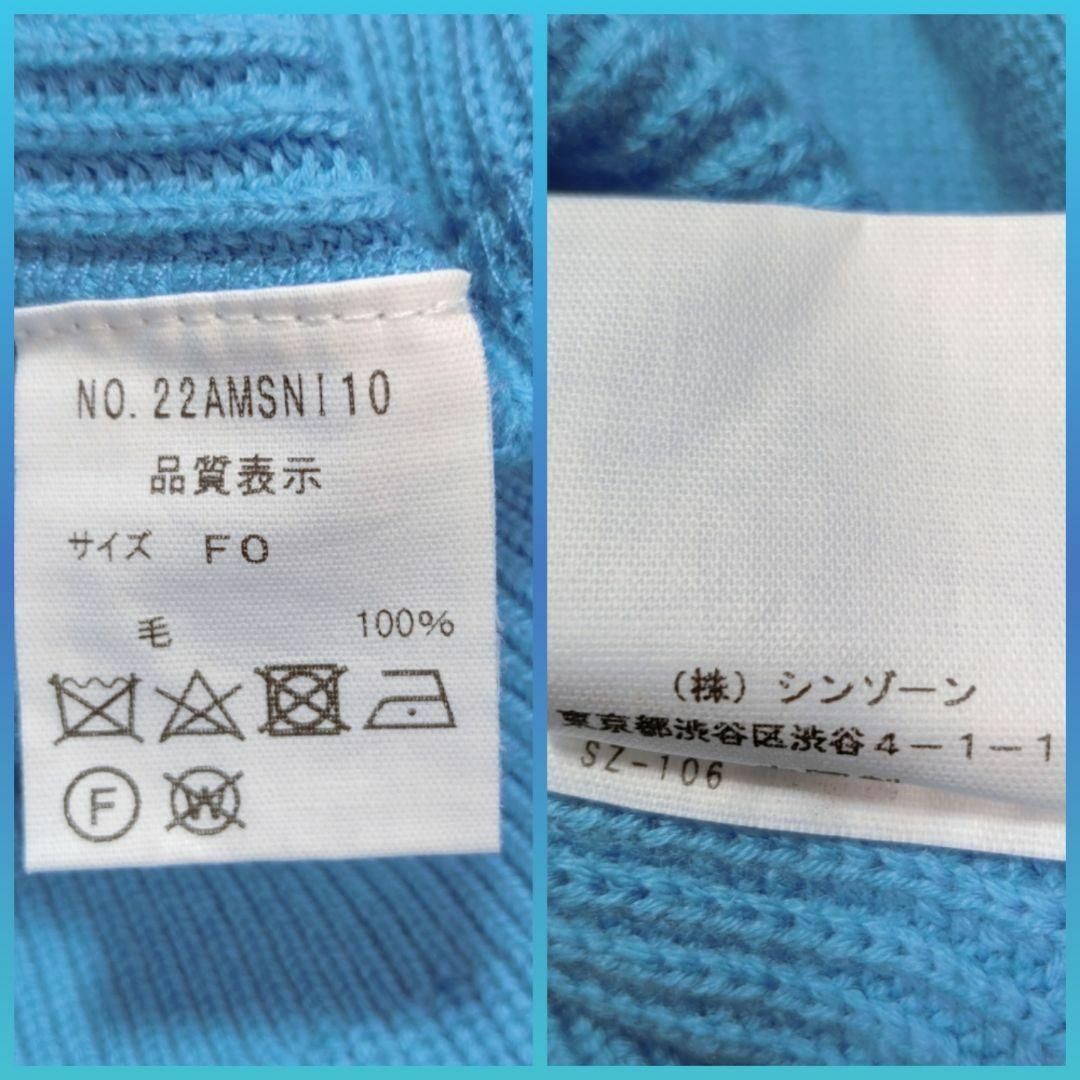 NO. 22AMSNI10
品質表示
サイズ FO
毛 100%
F
W
(株) シンゾーン
東京都渋谷区渋谷4-1-1
SZ-106